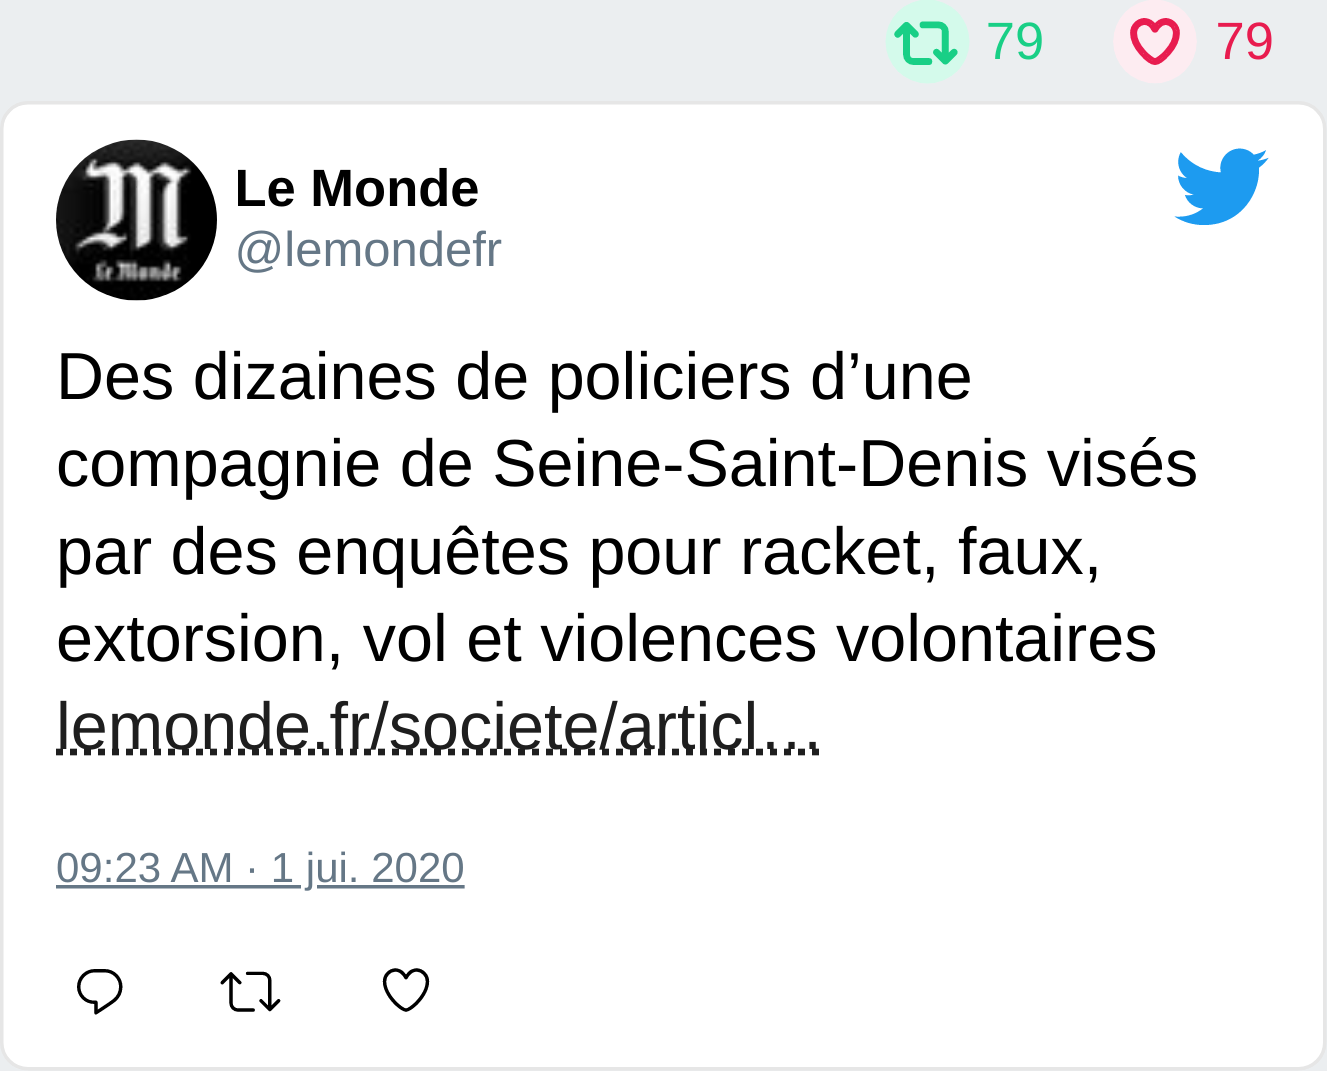 79 79
Le Monde
Le Monde
@lemondefr
Des dizaines de policiers d’une
compagnie de Seine-Saint-Denis visés
par des enquêtes pour racket, faux,
extorsion, vol et violences volontaires
lemonde.fr/societe/articl…
09:23 AM · 1 jui. 2020